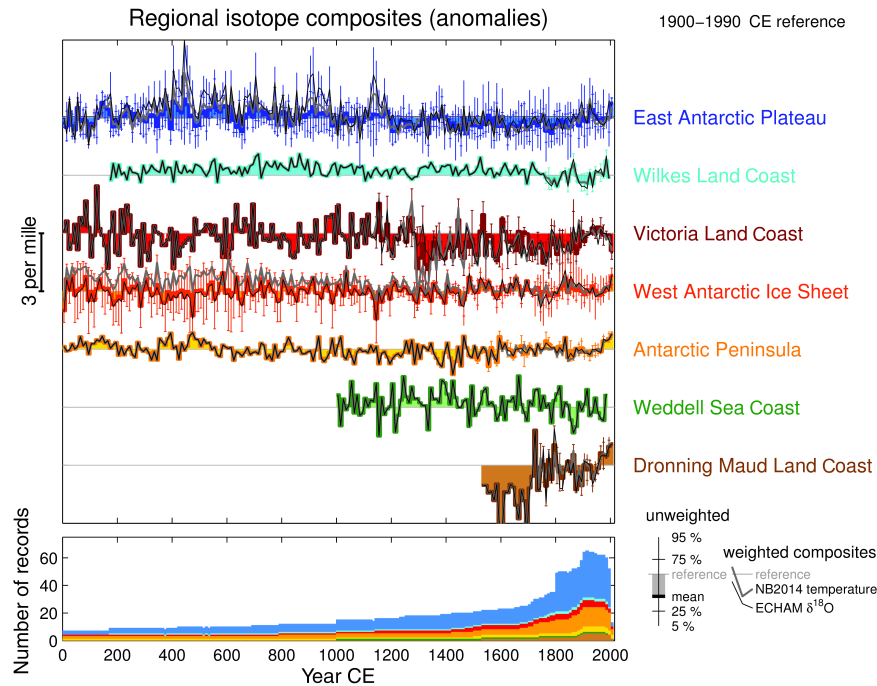 Regional isotope composites (anomalies)
1900−1990 CE reference
East Antarctic Plateau
Wilkes Land Coast
Victoria Land Coast
3 per mille
West Antarctic Ice Sheet
Antarctic Peninsula
Weddell Sea Coast
Dronning Maud Land Coast
unweighted
95 %
75 %
reference
mean
25 %
5 %
weighted composites
reference
NB2014 temperature
ECHAM δ¹⁸O
Number of records
60
40
20
0
0 200 400 600 800 1000 1200 1400 1600 1800 2000
Year CE